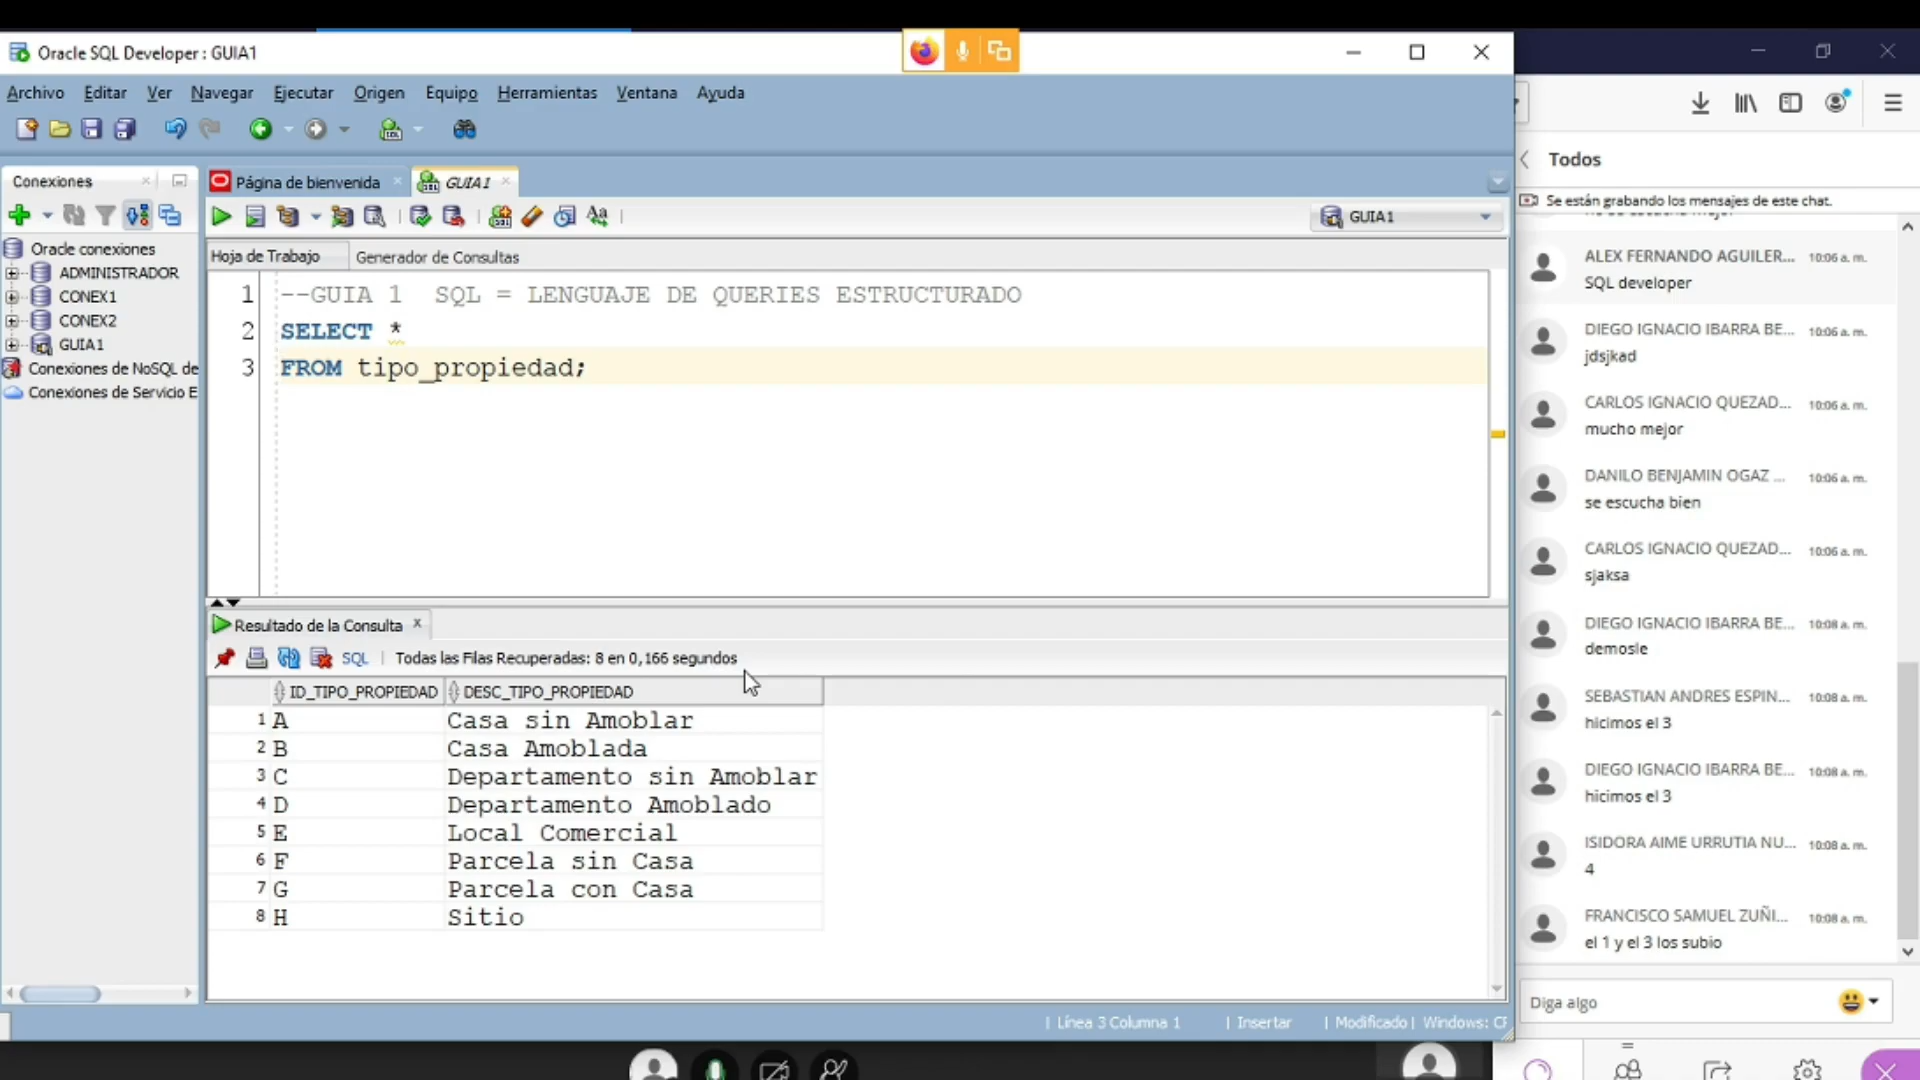 Oracle SQL Developer : GUIA1
Archivo Editar Ver Navegar Ejecutar Origen Equipo Herramientas Ventana Ayuda
Conexiones
Página de bienvenida
GUIA1
GUIA1
Oracle conexiones
ADMINISTRADOR
CONEX1
CONEX2
GUIA1
Conexiones de NoSQL de
Conexiones de Servicio E
Hoja de Trabajo
Generador de Consultas
1 --GUIA 1 SQL = LENGUAJE DE QUERIES ESTRUCTURADO
2 SELECT *
3 FROM tipo_propiedad;
Resultado de la Consulta
SQL | Todas las Filas Recuperadas: 8 en 0,166 segundos
ID_TIPO_PROPIEDAD DESC_TIPO_PROPIEDAD
1 A Casa sin Amoblar
2 B Casa Amoblada
3 C Departamento sin Amoblar
4 D Departamento Amoblado
5 E Local Comercial
6 F Parcela sin Casa
7 G Parcela con Casa
8 H Sitio
| Línea 3 Columna 1 | Insertar | Modificado | Windows:
Todos
Se están grabando los mensajes de este chat.
ALEX FERNANDO AGUILER... 10:06 a. m.
SQL developer
DIEGO IGNACIO IBARRA BE... 10:06 a. m.
jdsjkad
CARLOS IGNACIO QUEZAD... 10:06 a. m.
mucho mejor
DANILO BENJAMIN OGAZ ... 10:06 a. m.
se escucha bien
CARLOS IGNACIO QUEZAD... 10:06 a. m.
sjaksa
DIEGO IGNACIO IBARRA BE... 10:08 a. m.
demosle
SEBASTIAN ANDRES ESPIN... 10:08 a. m.
hicimos el 3
DIEGO IGNACIO IBARRA BE... 10:08 a. m.
hicimos el 3
ISIDORA AIME URRUTIA NU... 10:08 a. m.
4
FRANCISCO SAMUEL ZUÑI... 10:08 a. m.
el 1 y el 3 los subio
Diga algo